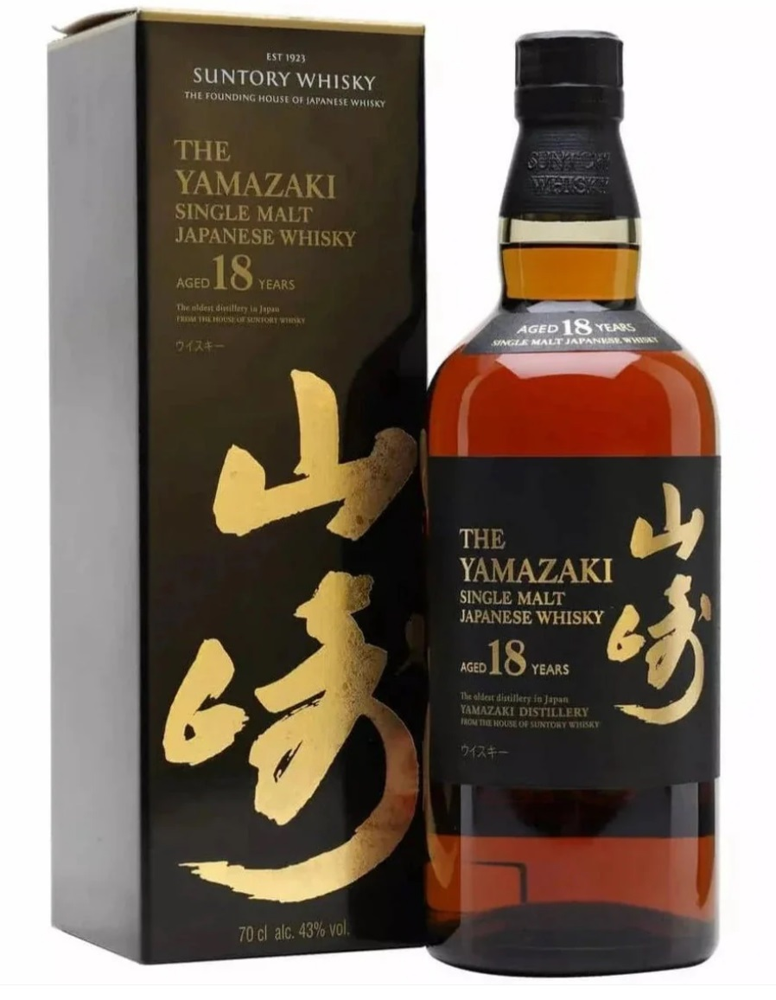 EST 1923
SUNTORY WHISKY
THE FOUNDING HOUSE OF JAPANESE WHISKY
THE
YAMAZAKI
SINGLE MALT
JAPANESE WHISKY
AGED 18 YEARS
The oldest distillery in Japan
FROM THE HOUSE OF SUNTORY WHISKY
ウイスキー
山
崎
70 cl alc. 43% vol.
SUNTORY
WHISKY
AGED 18 YEARS
SINGLE MALT JAPANESE WHISKY
THE
YAMAZAKI
SINGLE MALT
JAPANESE WHISKY
AGED 18 YEARS
The oldest distillery in Japan
YAMAZAKI DISTILLERY
FROM THE HOUSE OF SUNTORY WHISKY
ウイスキー
山
崎